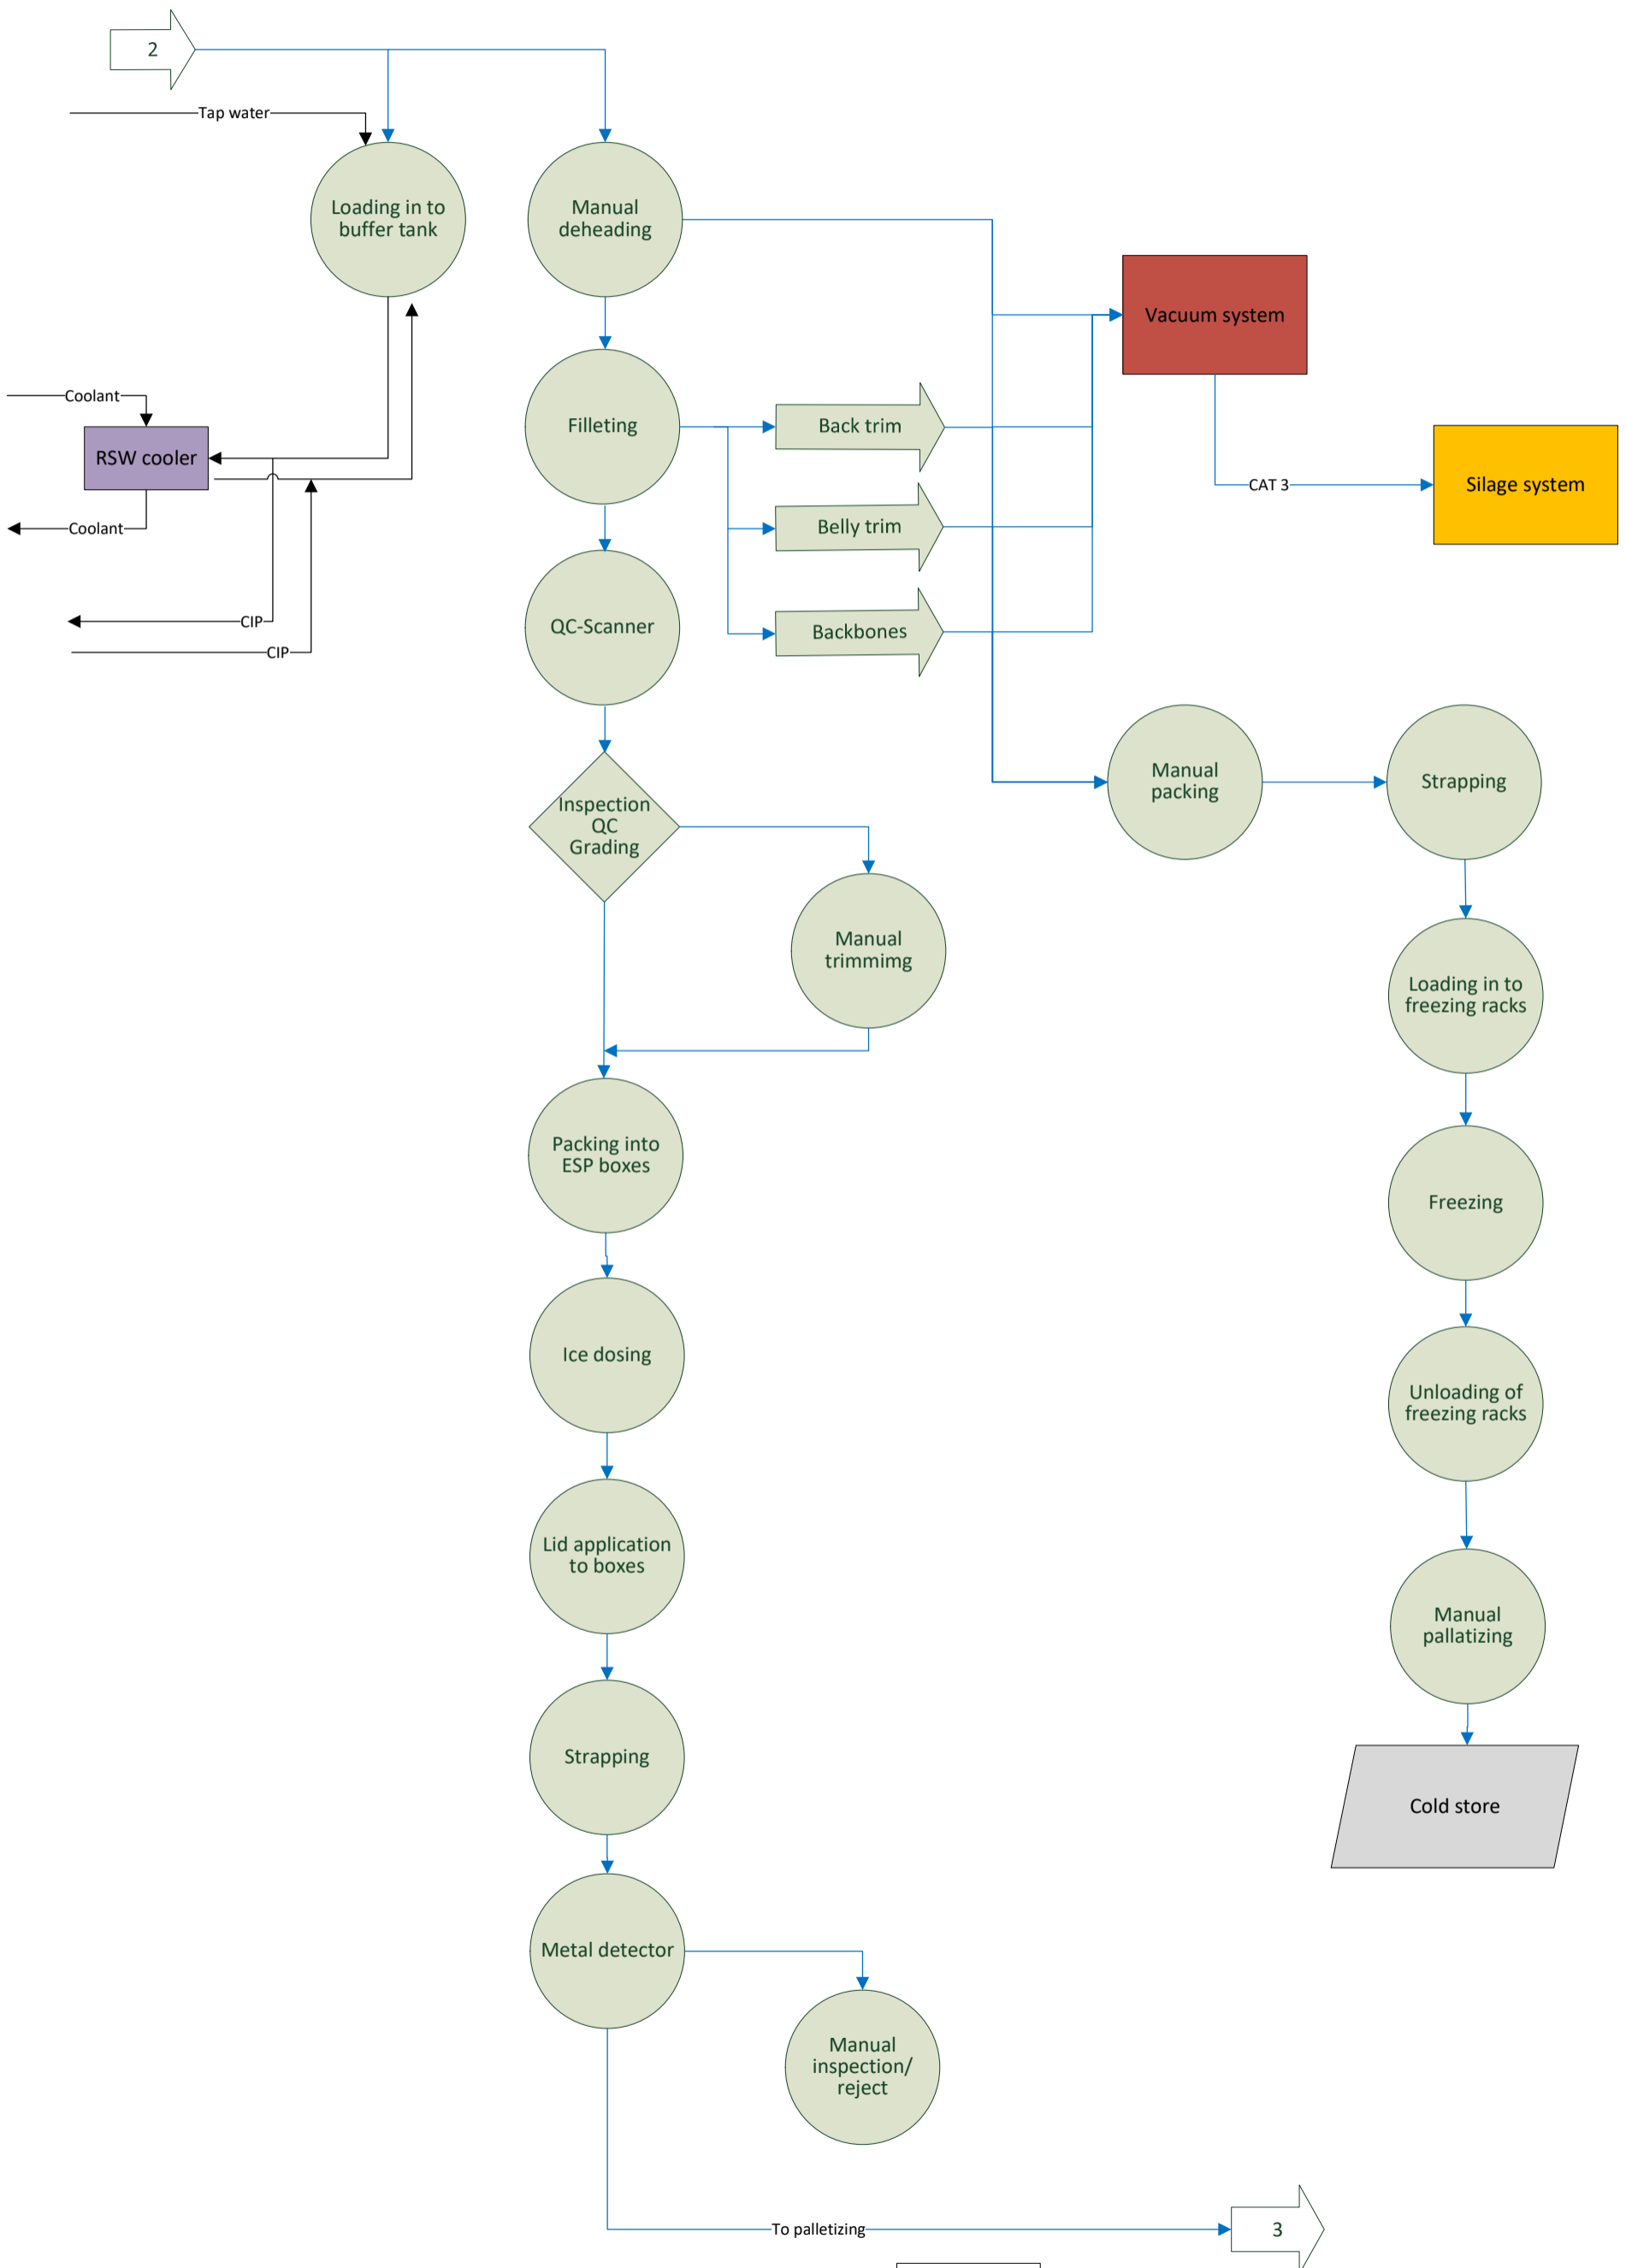 2
Tap water
Loading in to
buffer tank
Manual
deheading
Vacuum system
Coolant
RSW cooler
Coolant
CIP
CIP
Filleting
Back trim
Belly trim
Backbones
CAT 3
Silage system
QC-Scanner
Inspection
QC
Grading
Manual
trimmimg
Manual
packing
Strapping
Loading in to
freezing racks
Freezing
Unloading of
freezing racks
Manual
pallatizing
Cold store
Packing into
ESP boxes
Ice dosing
Lid application
to boxes
Strapping
Metal detector
Manual
inspection/
reject
To palletizing
3